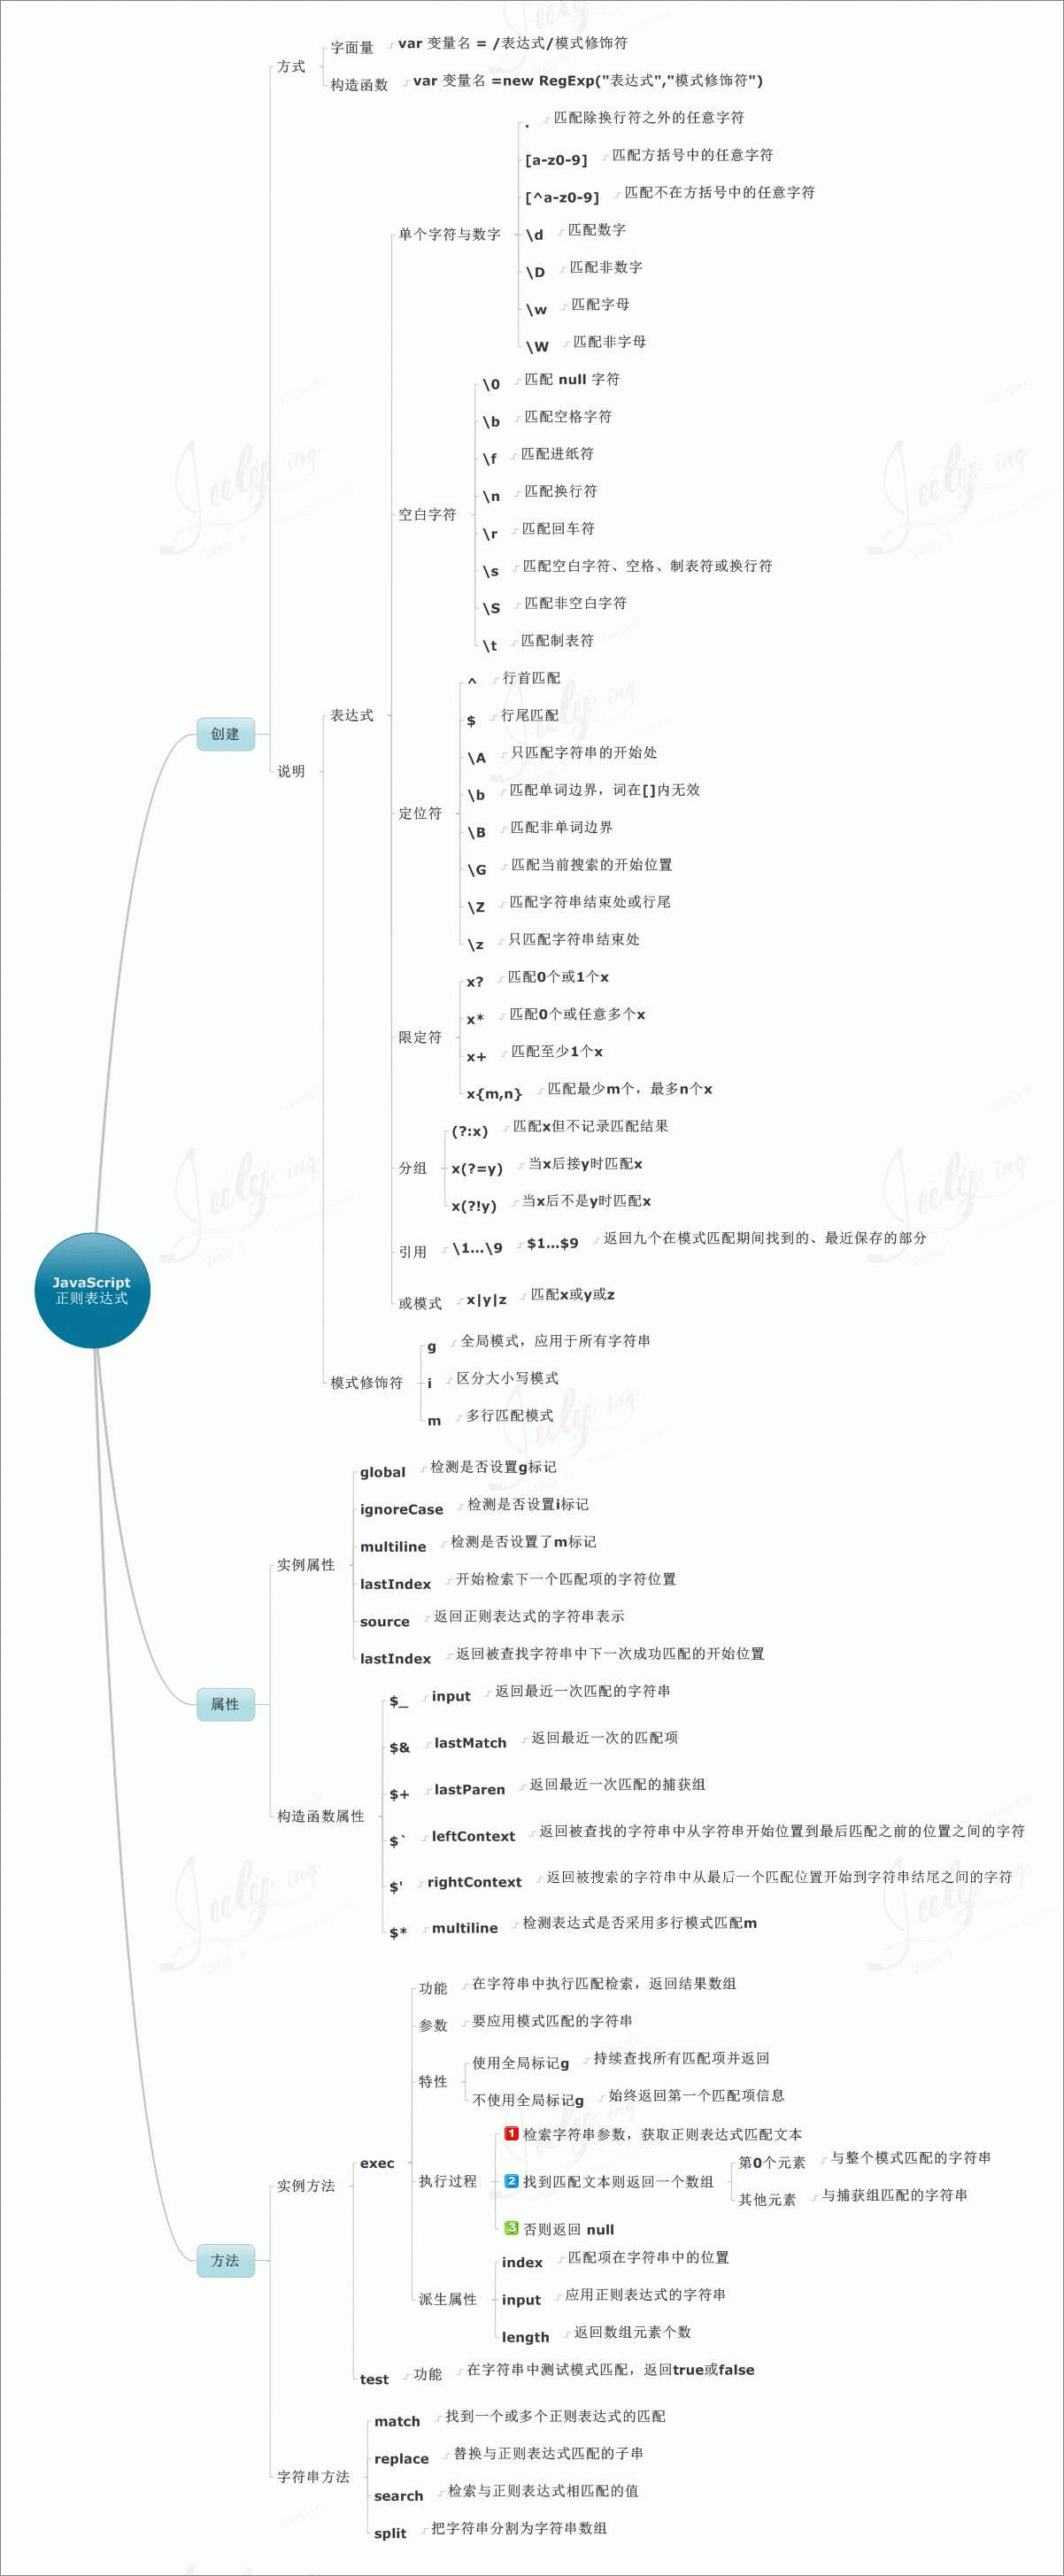 方式
字面量
var 变量名 = /表达式/模式修饰符
构造函数
var 变量名 =new RegExp("表达式","模式修饰符")
.
匹配除换行符之外的任意字符
[a-z0-9]
匹配方括号中的任意字符
[^a-z0-9]
匹配不在方括号中的任意字符
单个字符与数字
\d
匹配数字
\D
匹配非数字
\w
匹配字母
\W
匹配非字母
\0
匹配 null 字符
\b
匹配空格字符
\f
匹配进纸符
\n
匹配换行符
空白字符
\r
匹配回车符
\s
匹配空白字符、空格、制表符或换行符
\S
匹配非空白字符
\t
匹配制表符
^
行首匹配
表达式
$
行尾匹配
创建
\A
只匹配字符串的开始处
说明
\b
匹配单词边界，词在[]内无效
定位符
\B
匹配非单词边界
\G
匹配当前搜索的开始位置
\Z
匹配字符串结束处或行尾
\z
只匹配字符串结束处
x?
匹配0个或1个x
限定符
x*
匹配0个或任意多个x
x+
匹配至少1个x
x{m,n}
匹配最少m个，最多n个x
(?:x)
匹配x但不记录匹配结果
分组
x(?=y)
当x后接y时匹配x
x(?!y)
当x后不是y时匹配x
引用
\1...\9
$1...$9
返回九个在模式匹配期间找到的、最近保存的部分
JavaScript
正则表达式
或模式
x|y|z
匹配x或y或z
g
全局模式，应用于所有字符串
模式修饰符
i
区分大小写模式
m
多行匹配模式
global
检测是否设置g标记
ignoreCase
检测是否设置i标记
multiline
检测是否设置了m标记
实例属性
lastIndex
开始检索下一个匹配项的字符位置
source
返回正则表达式的字符串表示
lastIndex
返回被查找字符串中下一次成功匹配的开始位置
属性
$_
input
返回最近一次匹配的字符串
$&
lastMatch
返回最近一次的匹配项
$+
lastParen
返回最近一次匹配的捕获组
构造函数属性
$`
leftContext
返回被查找的字符串中从字符串开始位置到最后匹配之前的位置之间的字符
$'
rightContext
返回被搜索的字符串中从最后一个匹配位置开始到字符串结尾之间的字符
$*
multiline
检测表达式是否采用多行模式匹配m
功能
在字符串中执行匹配检索，返回结果数组
参数
要应用模式匹配的字符串
特性
使用全局标记g
持续查找所有匹配项并返回
不使用全局标记g
始终返回第一个匹配项信息
1 检索字符串参数，获取正则表达式匹配文本
exec
实例方法
执行过程
2 找到匹配文本则返回一个数组
第0个元素
与整个模式匹配的字符串
其他元素
与捕获组匹配的字符串
3 否则返回 null
方法
index
匹配项在字符串中的位置
派生属性
input
应用正则表达式的字符串
length
返回数组元素个数
test
功能
在字符串中测试模式匹配，返回true或false
match
找到一个或多个正则表达式的匹配
replace
替换与正则表达式匹配的子串
字符串方法
search
检索与正则表达式相匹配的值
split
把字符串分割为字符串数组